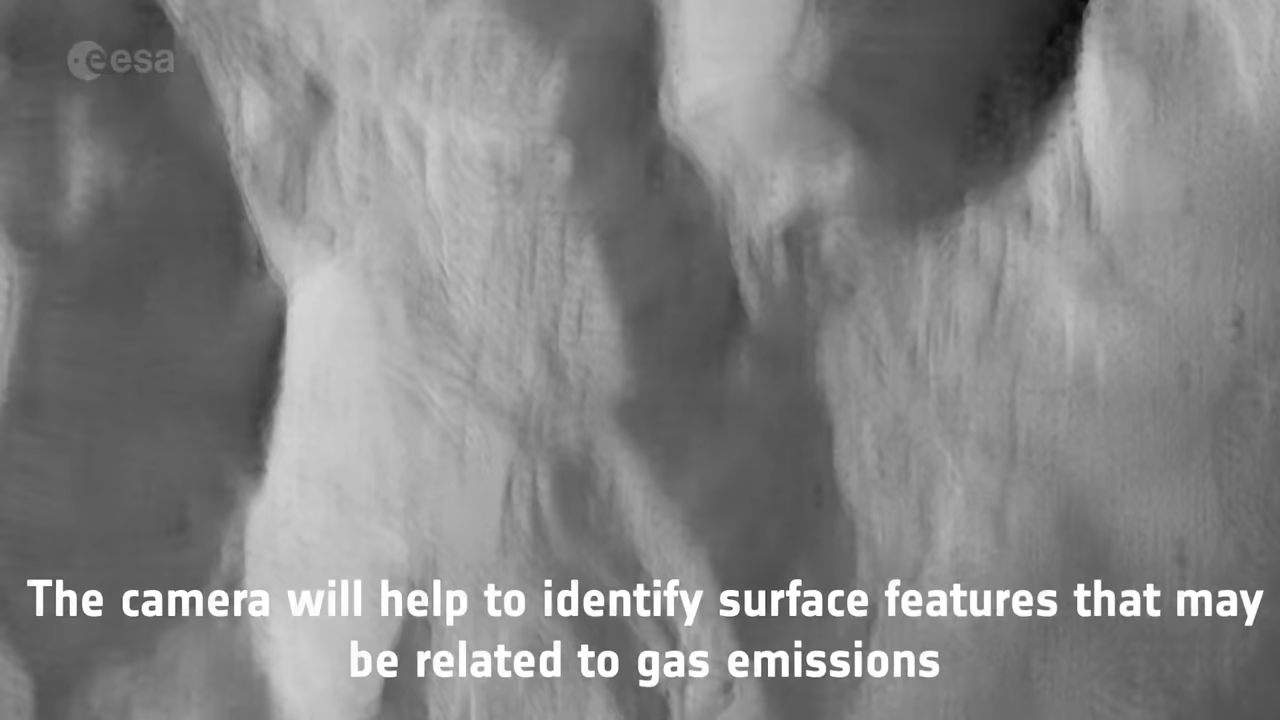 esa
The camera will help to identify surface features that may
be related to gas emissions